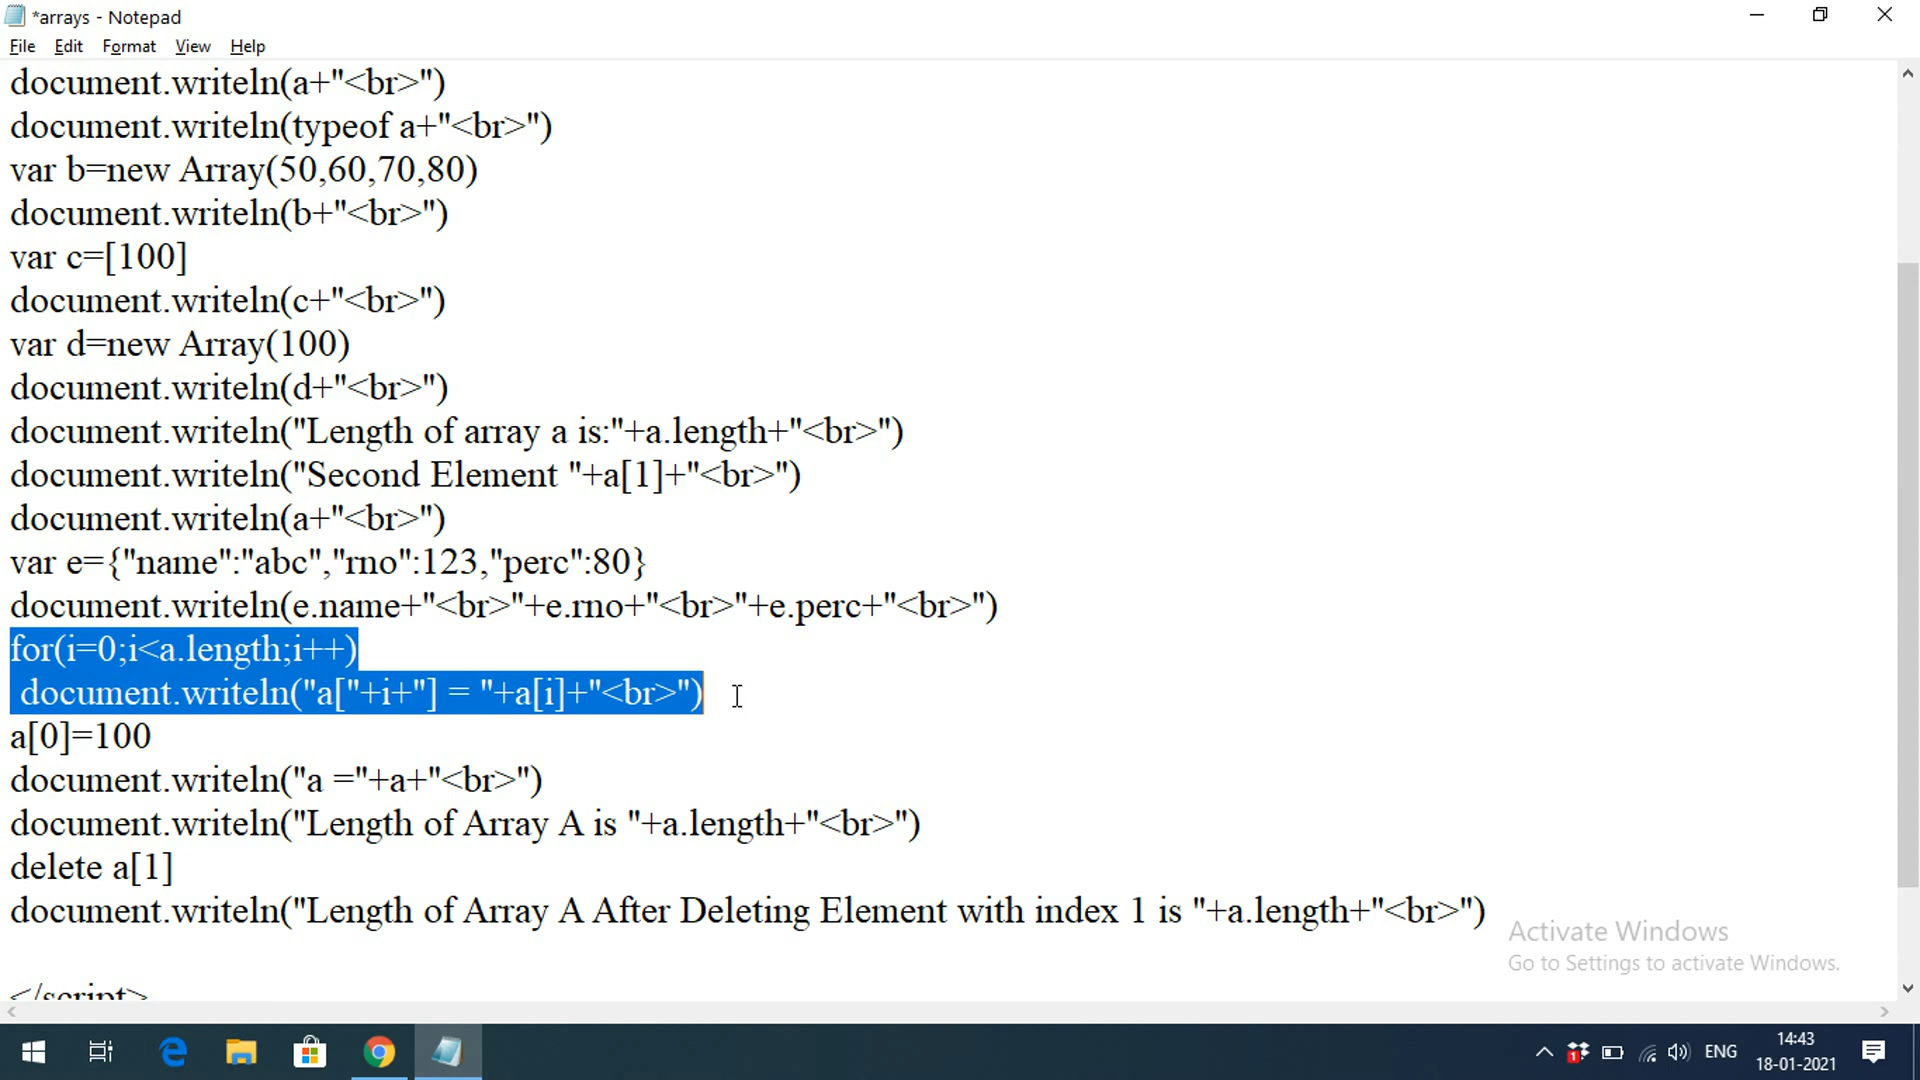 *arrays - Notepad
File Edit Format View Help
document.writeln(a+"<br>")
document.writeln(typeof a+"<br>")
var b=new Array(50,60,70,80)
document.writeln(b+"<br>")
var c=[100]
document.writeln(c+"<br>")
var d=new Array(100)
document.writeln(d+"<br>")
document.writeln("Length of array a is:"+a.length+"<br>")
document.writeln("Second Element "+a[1]+"<br>")
document.writeln(a+"<br>")
var e={"name":"abc","rno":123,"perc":80}
document.writeln(e.name+"<br>"+e.rno+"<br>"+e.perc+"<br>")
for(i=0;i<a.length;i++)
 document.writeln("a["+i+"] = "+a[i]+"<br>")
a[0]=100
document.writeln("a ="+a+"<br>")
document.writeln("Length of Array A is "+a.length+"<br>")
delete a[1]
document.writeln("Length of Array A After Deleting Element with index 1 is "+a.length+"<br>")
Activate Windows
Go to Settings to activate Windows.
</script>
1
ENG
14:43
18-01-2021